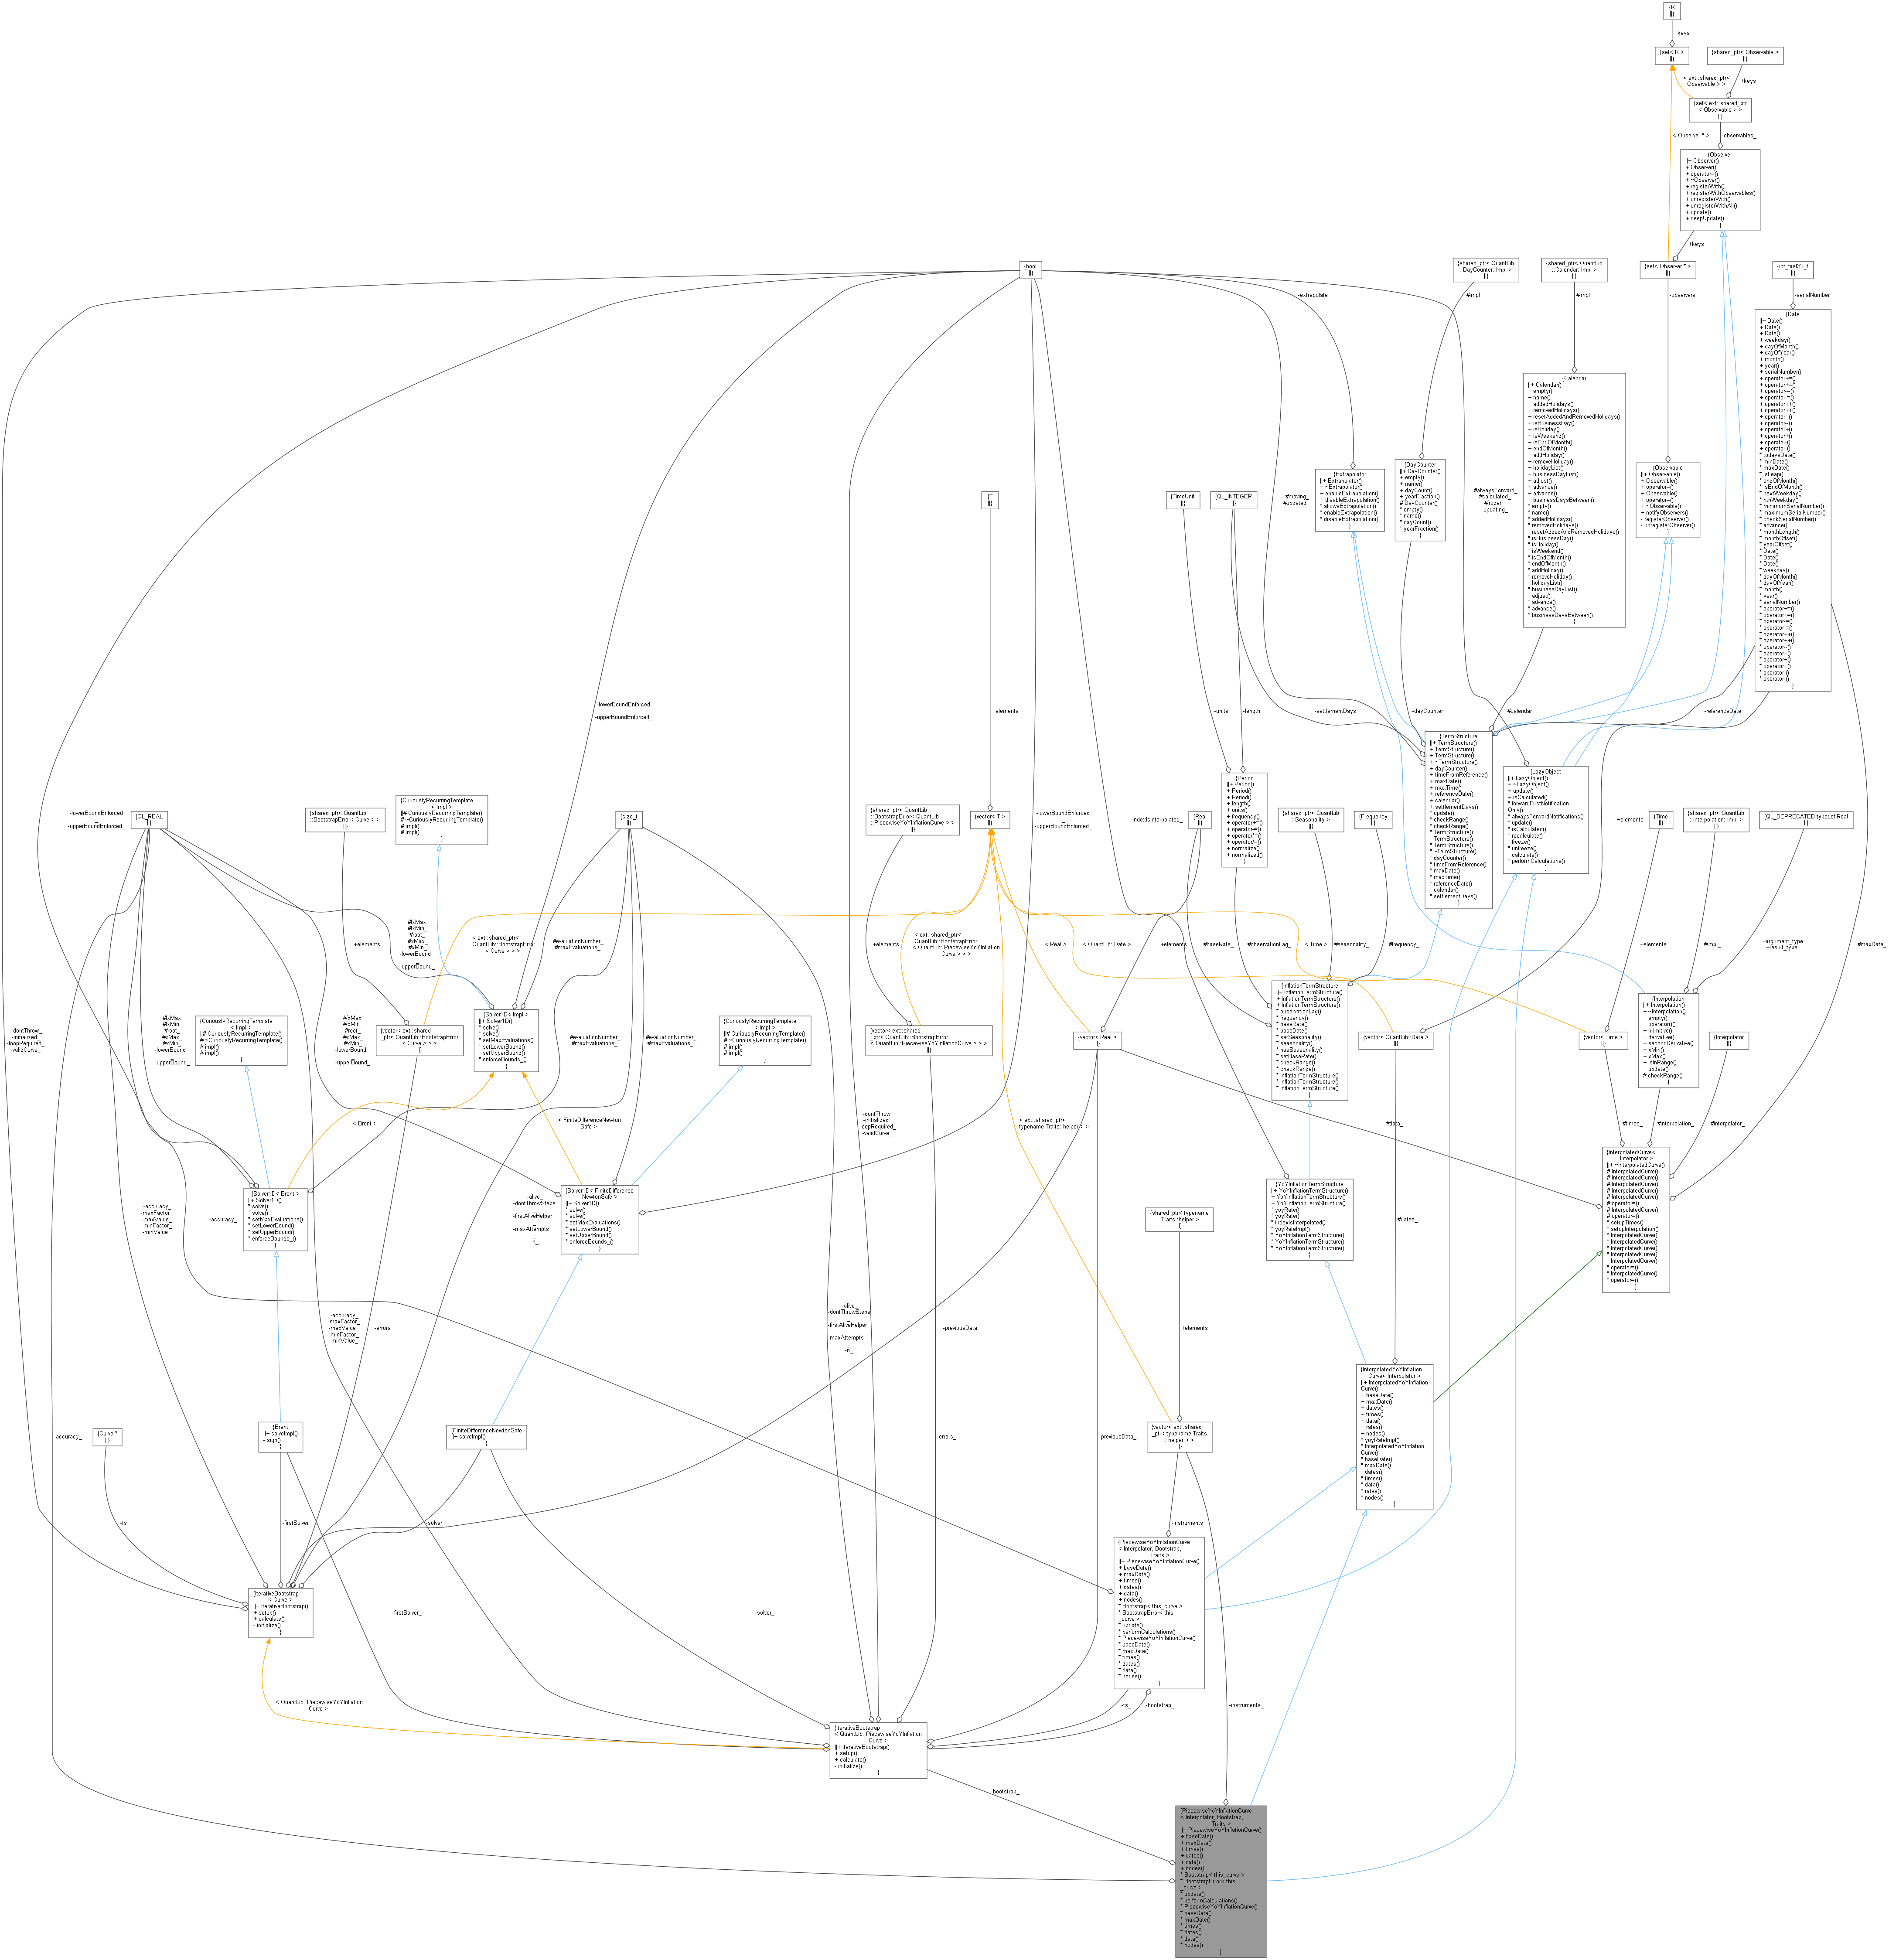 {K
||}
+keys
{set< K >
||}
{shared_ptr< Observable >
||}
< ext::shared_ptr<
Observable > >
+keys
{set< ext::shared_ptr
< Observable > >
||}
< Observer * >
-observables_
{Observer
||+ Observer()
+ Observer()
+ operator=()
+ ~Observer()
+ registerWith()
+ registerWithObservables()
+ unregisterWith()
+ unregisterWithAll()
+ update()
+ deepUpdate()
}
+keys
{bool
||}
{shared_ptr< QuantLib
::DayCounter::Impl >
||}
{shared_ptr< QuantLib
::Calendar::Impl >
||}
{set< Observer * >
||}
{int_fast32_t
||}
-extrapolate_
#impl_
#impl_
-observers_
-serialNumber_
{Date
||+ Date()
+ Date()
+ Date()
+ weekday()
+ dayOfMonth()
+ dayOfYear()
+ month()
+ year()
+ serialNumber()
+ operator+=()
+ operator+=()
+ operator-=()
+ operator-=()
+ operator++()
+ operator++()
+ operator--()
+ operator--()
+ operator+()
+ operator+()
+ operator-()
+ operator-()
* todaysDate()
* minDate()
* maxDate()
* isLeap()
* endOfMonth()
* isEndOfMonth()
* nextWeekday()
* nthWeekday()
* minimumSerialNumber()
* maximumSerialNumber()
* checkSerialNumber()
* advance()
* monthLength()
* monthOffset()
* yearOffset()
* Date()
* Date()
* Date()
* weekday()
* dayOfMonth()
* dayOfYear()
* month()
* year()
* serialNumber()
* operator+=()
* operator+=()
* operator-=()
* operator-=()
* operator++()
* operator++()
* operator--()
* operator--()
* operator+()
* operator+()
* operator-()
* operator-()
}
{Calendar
||+ Calendar()
+ empty()
+ name()
+ addedHolidays()
+ removedHolidays()
+ resetAddedAndRemovedHolidays()
+ isBusinessDay()
+ isHoliday()
+ isWeekend()
+ isEndOfMonth()
+ endOfMonth()
+ addHoliday()
+ removeHoliday()
+ holidayList()
+ businessDayList()
+ adjust()
+ advance()
+ advance()
+ businessDaysBetween()
* empty()
* name()
* addedHolidays()
* removedHolidays()
* resetAddedAndRemovedHolidays()
* isBusinessDay()
* isHoliday()
* isWeekend()
* isEndOfMonth()
* endOfMonth()
* addHoliday()
* removeHoliday()
* holidayList()
* businessDayList()
* adjust()
* advance()
* advance()
* businessDaysBetween()
}
{T
||}
{TimeUnit
||}
{QL_INTEGER
||}
#moving_
#updated_
{Extrapolator
||+ Extrapolator()
+ ~Extrapolator()
+ enableExtrapolation()
+ disableExtrapolation()
* allowsExtrapolation()
* enableExtrapolation()
* disableExtrapolation()
}
{DayCounter
||+ DayCounter()
+ empty()
+ name()
+ dayCount()
+ yearFraction()
# DayCounter()
* empty()
* name()
* dayCount()
* yearFraction()
}
#alwaysForward_
#calculated_
#frozen_
-updating_
{Observable
||+ Observable()
+ Observable()
+ operator=()
+ Observable()
+ operator=()
+ ~Observable()
+ notifyObservers()
- registerObserver()
- unregisterObserver()
}
-lowerBoundEnforced
_
-upperBoundEnforced_
+elements
-units_
-length_
-settlementDays_
-dayCounter_
#calendar_
-referenceDate_
{TermStructure
||+ TermStructure()
+ TermStructure()
+ TermStructure()
+ ~TermStructure()
+ dayCounter()
+ timeFromReference()
+ maxDate()
+ maxTime()
+ referenceDate()
+ calendar()
+ settlementDays()
* update()
* checkRange()
* checkRange()
* TermStructure()
* TermStructure()
* TermStructure()
* ~TermStructure()
* dayCounter()
* timeFromReference()
* maxDate()
* maxTime()
* referenceDate()
* calendar()
* settlementDays()
}
{LazyObject
||+ LazyObject()
+ ~LazyObject()
+ update()
+ isCalculated()
* forwardFirstNotification
Only()
* alwaysForwardNotifications()
* update()
* isCalculated()
* recalculate()
* freeze()
* unfreeze()
* calculate()
* performCalculations()
}
{Period
||+ Period()
+ Period()
+ Period()
+ length()
+ units()
+ frequency()
+ operator+=()
+ operator-=()
+ operator*=()
+ operator/=()
+ normalize()
+ normalized()
}
-lowerBoundEnforced
_
-upperBoundEnforced_
{QL_REAL
||}
{shared_ptr< QuantLib
::BootstrapError< Curve > >
||}
{CuriouslyRecurringTemplate
< Impl >
||# CuriouslyRecurringTemplate()
# ~CuriouslyRecurringTemplate()
# impl()
# impl()
}
{size_t
||}
{shared_ptr< QuantLib
::BootstrapError< QuantLib
::PiecewiseYoYInflationCurve > >
||}
{vector< T >
||}
-lowerBoundEnforced
_
-upperBoundEnforced_
-indexIsInterpolated_
{Real
||}
{shared_ptr< QuantLib
::Seasonality >
||}
{Frequency
||}
+elements
{Time
||}
{shared_ptr< QuantLib
::Interpolation::Impl >
||}
{QL_DEPRECATED typedef Real
||}
+elements
#fxMax_
#fxMin_
#root_
#xMax_
#xMin_
-lowerBound
_
-upperBound_
< ext::shared_ptr<
QuantLib::BootstrapError
< Curve > > >
#evaluationNumber_
#maxEvaluations_
+elements
< ext::shared_ptr<
QuantLib::BootstrapError
< QuantLib::PiecewiseYoYInflation
Curve > > >
< Real >
< QuantLib::Date >
+elements
#baseRate_
#observationLag_
< Time >
#seasonality_
#frequency_
+elements
#impl_
+argument_type
+result_type
#maxDate_
{InflationTermStructure
||+ InflationTermStructure()
+ InflationTermStructure()
+ InflationTermStructure()
* observationLag()
* frequency()
* baseRate()
* baseDate()
* setSeasonality()
* seasonality()
* hasSeasonality()
* setBaseRate()
* checkRange()
* checkRange()
* InflationTermStructure()
* InflationTermStructure()
* InflationTermStructure()
}
{Interpolation
||+ Interpolation()
+ ~Interpolation()
+ empty()
+ operator()()
+ primitive()
+ derivative()
+ secondDerivative()
+ xMin()
+ xMax()
+ isInRange()
+ update()
# checkRange()
}
-dontThrow_
-initialized_
-loopRequired_
-validCurve_
#fxMax_
#fxMin_
#root_
#xMax_
#xMin_
-lowerBound
_
-upperBound_
{CuriouslyRecurringTemplate
< Impl >
||# CuriouslyRecurringTemplate()
# ~CuriouslyRecurringTemplate()
# impl()
# impl()
}
#fxMax_
#fxMin_
#root_
#xMax_
#xMin_
-lowerBound
_
-upperBound_
{vector< ext::shared
_ptr< QuantLib::BootstrapError
< Curve > > >
||}
{Solver1D< Impl >
||+ Solver1D()
* solve()
* solve()
* setMaxEvaluations()
* setLowerBound()
* setUpperBound()
* enforceBounds_()
}
#evaluationNumber_
#maxEvaluations_
#evaluationNumber_
#maxEvaluations_
{CuriouslyRecurringTemplate
< Impl >
||# CuriouslyRecurringTemplate()
# ~CuriouslyRecurringTemplate()
# impl()
# impl()
}
{vector< ext::shared
_ptr< QuantLib::BootstrapError
< QuantLib::PiecewiseYoYInflationCurve > > >
||}
{vector< Real >
||}
{vector< QuantLib::Date >
||}
{vector< Time >
||}
{Interpolator
||}
< Brent >
< FiniteDifferenceNewton
Safe >
-dontThrow_
-initialized_
-loopRequired_
-validCurve_
< ext::shared_ptr<
typename Traits::helper > >
#data_
#times_
#interpolation_
#interpolator_
{InterpolatedCurve<
Interpolator >
||+ ~InterpolatedCurve()
# InterpolatedCurve()
# InterpolatedCurve()
# InterpolatedCurve()
# InterpolatedCurve()
# InterpolatedCurve()
# operator=()
# InterpolatedCurve()
# operator=()
* setupTimes()
* setupInterpolation()
* InterpolatedCurve()
* InterpolatedCurve()
* InterpolatedCurve()
* InterpolatedCurve()
* InterpolatedCurve()
* operator=()
* InterpolatedCurve()
* operator=()
}
-accuracy_
-maxFactor_
-maxValue_
-minFactor_
-minValue_
-accuracy_
{Solver1D< Brent >
||+ Solver1D()
* solve()
* solve()
* setMaxEvaluations()
* setLowerBound()
* setUpperBound()
* enforceBounds_()
}
-alive_
-dontThrowSteps
_
-firstAliveHelper
_
-maxAttempts
_
-n_
{Solver1D< FiniteDifference
NewtonSafe >
||+ Solver1D()
* solve()
* solve()
* setMaxEvaluations()
* setLowerBound()
* setUpperBound()
* enforceBounds_()
}
{shared_ptr< typename
Traits::helper >
||}
{YoYInflationTermStructure
||+ YoYInflationTermStructure()
+ YoYInflationTermStructure()
+ YoYInflationTermStructure()
* yoyRate()
* yoyRate()
* indexIsInterpolated()
* yoyRateImpl()
* YoYInflationTermStructure()
* YoYInflationTermStructure()
* YoYInflationTermStructure()
}
#dates_
-accuracy_
-maxFactor_
-maxValue_
-minFactor_
-minValue_
-errors_
-alive_
-dontThrowSteps
_
-firstAliveHelper
_
-maxAttempts
_
-n_
-previousData_
+elements
{InterpolatedYoYInflation
Curve< Interpolator >
||+ InterpolatedYoYInflation
Curve()
+ baseDate()
+ maxDate()
+ dates()
+ times()
+ data()
+ rates()
+ nodes()
* yoyRateImpl()
* InterpolatedYoYInflation
Curve()
* baseDate()
* maxDate()
* dates()
* times()
* data()
* rates()
* nodes()
}
{Curve *
||}
-accuracy_
{Brent
||+ solveImpl()
- sign()
}
{FiniteDifferenceNewtonSafe
||+ solveImpl()
}
-errors_
-previousData_
{vector< ext::shared
_ptr< typename Traits
::helper > >
||}
-ts_
-firstSolver_
-solver_
-instruments_
{PiecewiseYoYInflationCurve
< Interpolator, Bootstrap,
Traits >
||+ PiecewiseYoYInflationCurve()
+ baseDate()
+ maxDate()
+ times()
+ dates()
+ data()
+ nodes()
* Bootstrap< this_curve >
* BootstrapError< this
_curve >
* update()
* performCalculations()
* PiecewiseYoYInflationCurve()
* baseDate()
* maxDate()
* times()
* dates()
* data()
* nodes()
}
{IterativeBootstrap
< Curve >
||+ IterativeBootstrap()
+ setup()
+ calculate()
- initialize()
}
-firstSolver_
-solver_
< QuantLib::PiecewiseYoYInflation
Curve >
-ts_
-bootstrap_
-instruments_
{IterativeBootstrap
< QuantLib::PiecewiseYoYInflation
Curve >
||+ IterativeBootstrap()
+ setup()
+ calculate()
- initialize()
}
-bootstrap_
{PiecewiseYoYInflationCurve
< Interpolator, Bootstrap,
Traits >
||+ PiecewiseYoYInflationCurve()
+ baseDate()
+ maxDate()
+ times()
+ dates()
+ data()
+ nodes()
* Bootstrap< this_curve >
* BootstrapError< this
_curve >
* update()
* performCalculations()
* PiecewiseYoYInflationCurve()
* baseDate()
* maxDate()
* times()
* dates()
* data()
* nodes()
}